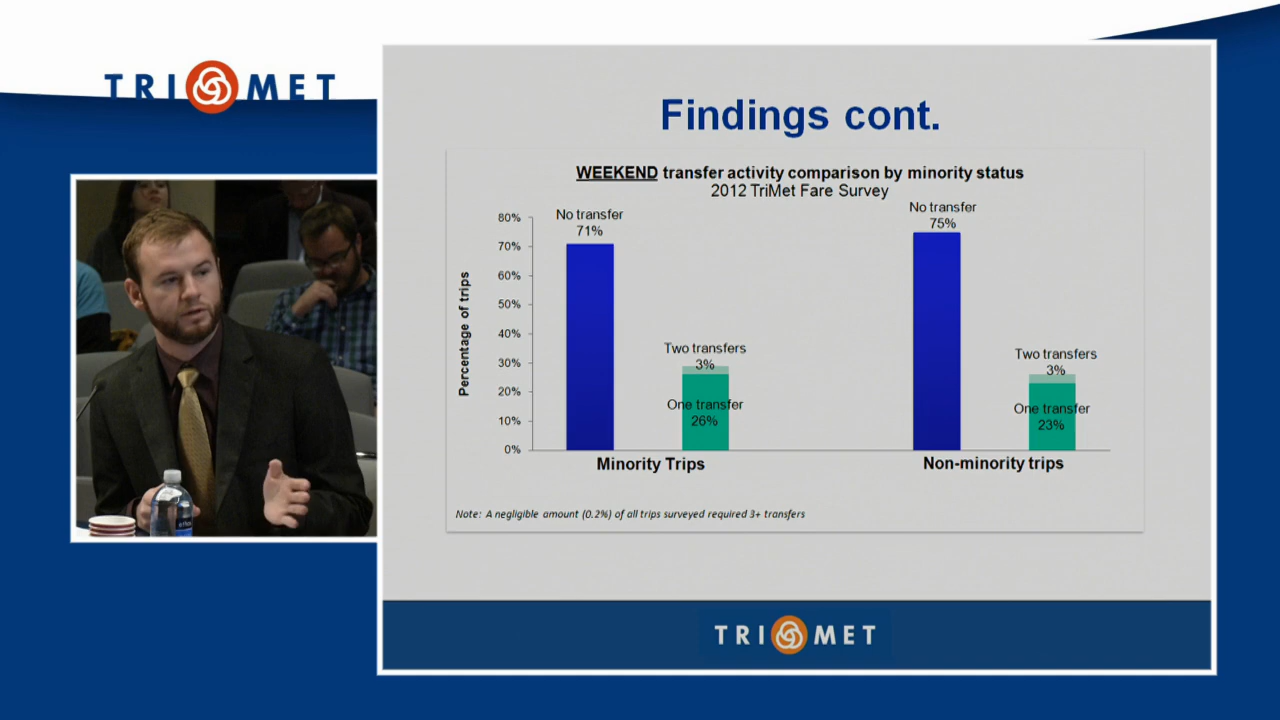 TRIMET
Findings cont.
WEEKEND transfer activity comparison by minority status
2012 TriMet Fare Survey
Percentage of trips
80%
70%
60%
50%
40%
30%
20%
10%
0%
No transfer
71%
Two transfers
3%
One transfer
26%
No transfer
75%
Two transfers
3%
One transfer
23%
Minority Trips
Non-minority trips
Note: A negligible amount (0.2%) of all trips surveyed required 3+ transfers
TRIMET